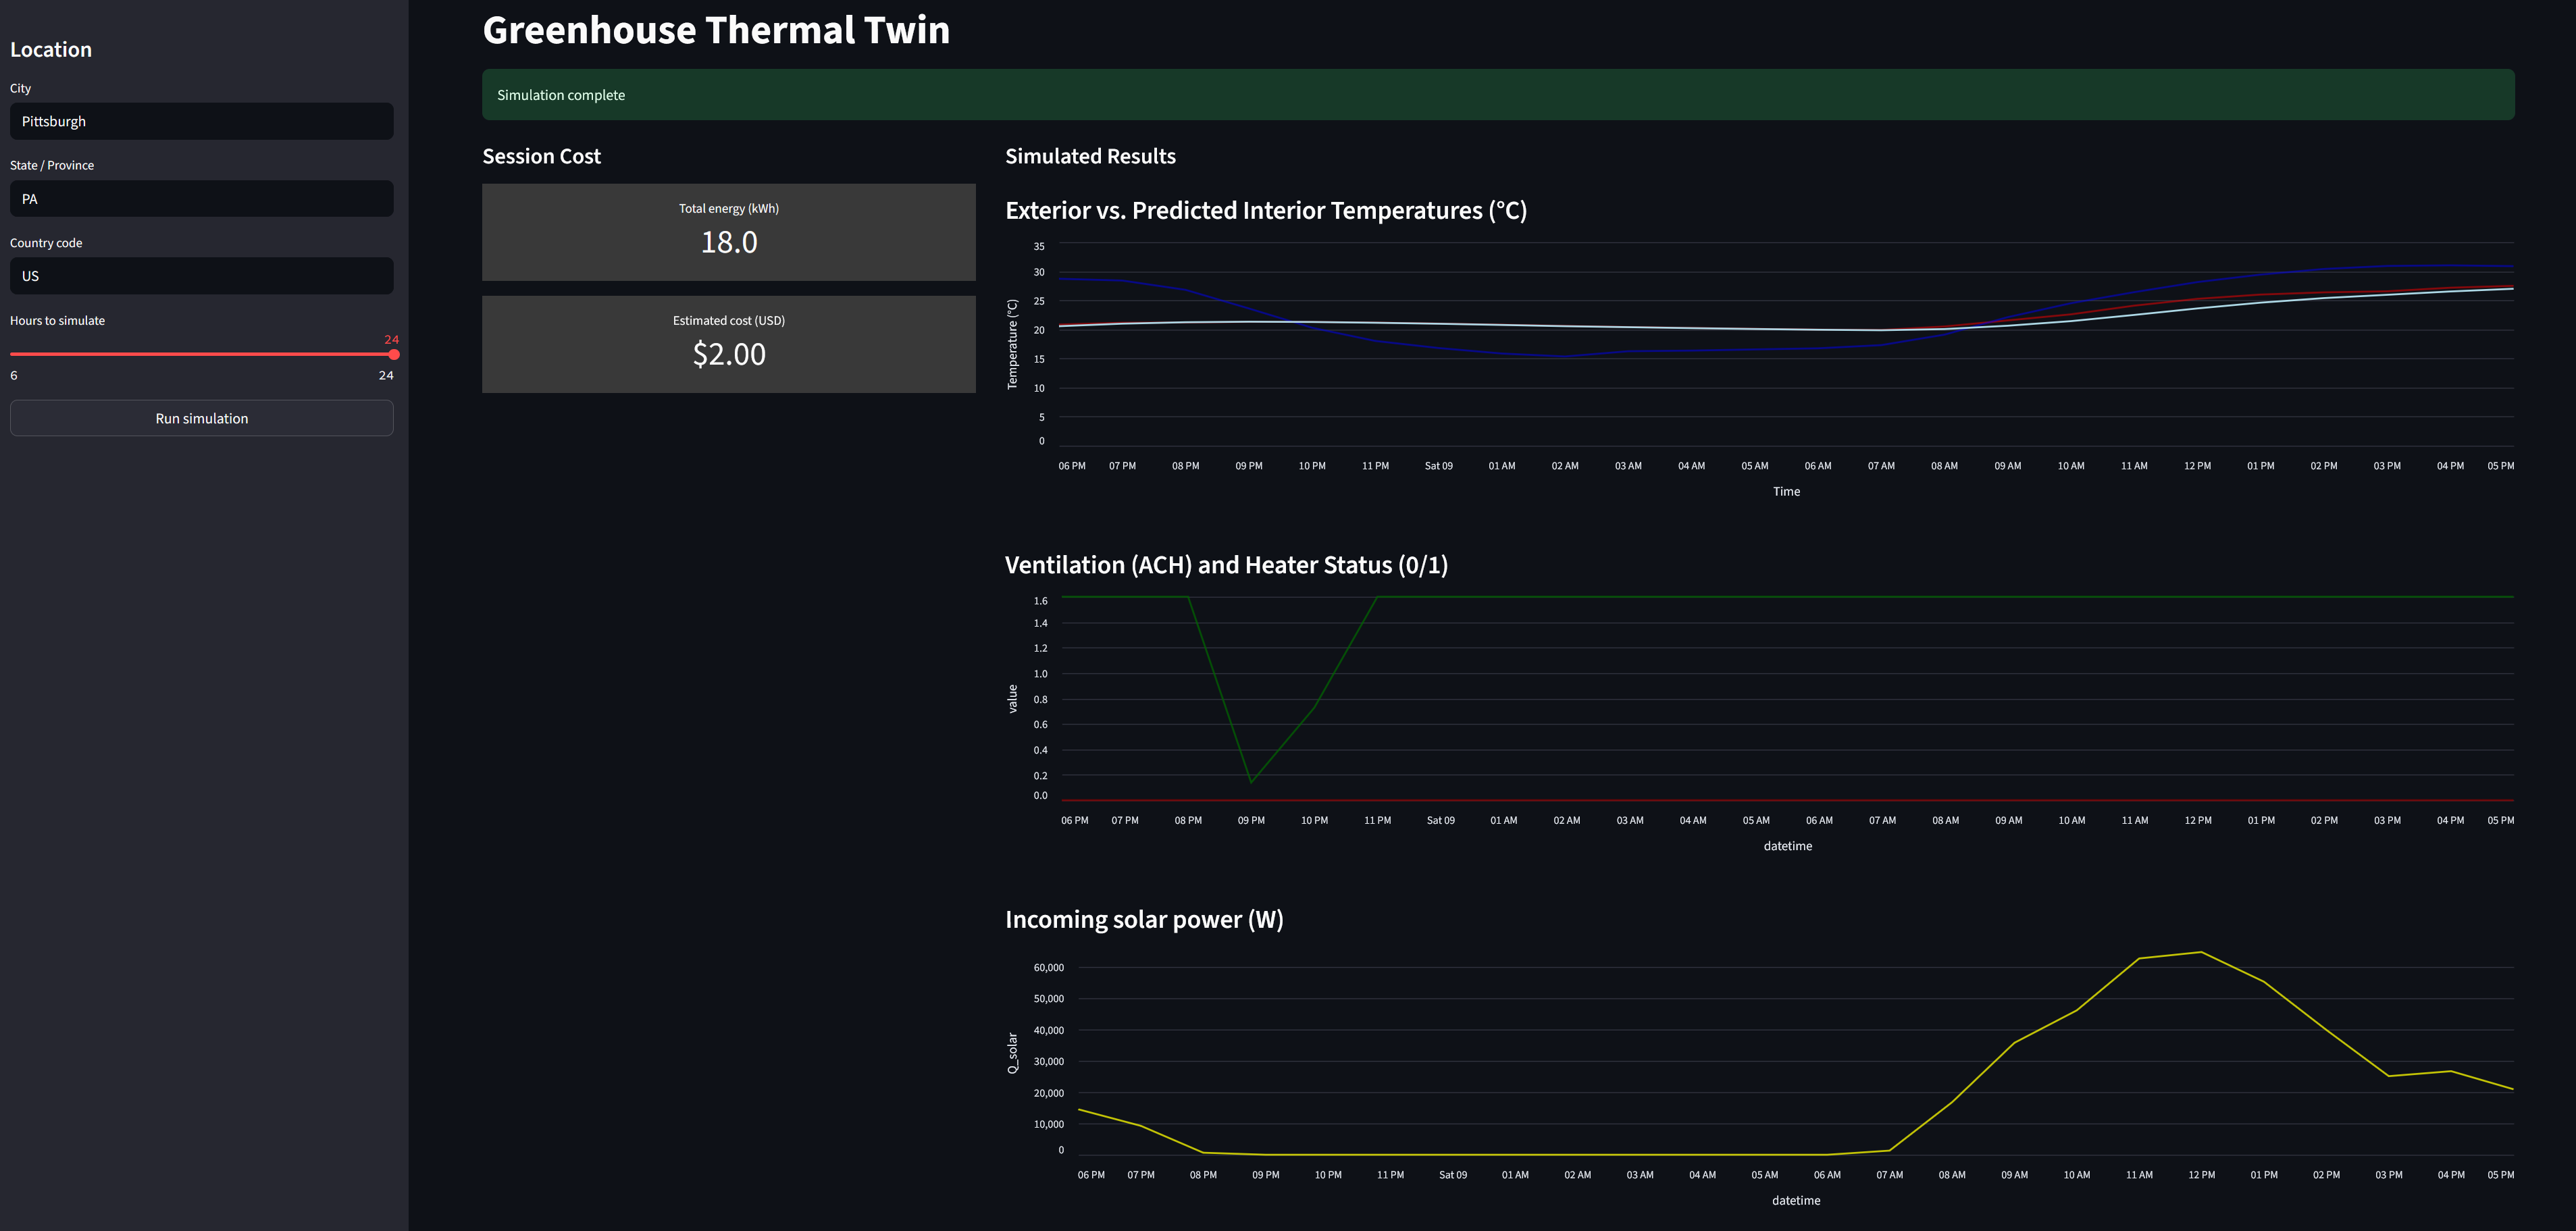 Location
City
Pittsburgh
State / Province
PA
Country code
US
Hours to simulate
24
6 24
Run simulation
Greenhouse Thermal Twin
Simulation complete
Session Cost
Total energy (kWh)
18.0
Estimated cost (USD)
$2.00
Simulated Results
Exterior vs. Predicted Interior Temperatures (°C)
Temperature (°C)
35
30
25
20
15
10
5
0
06 PM 07 PM 08 PM 09 PM 10 PM 11 PM Sat 09 01 AM 02 AM 03 AM 04 AM 05 AM 06 AM 07 AM 08 AM 09 AM 10 AM 11 AM 12 PM 01 PM 02 PM 03 PM 04 PM 05 PM
Time
Ventilation (ACH) and Heater Status (0/1)
value
1.6
1.4
1.2
1.0
0.8
0.6
0.4
0.2
0.0
06 PM 07 PM 08 PM 09 PM 10 PM 11 PM Sat 09 01 AM 02 AM 03 AM 04 AM 05 AM 06 AM 07 AM 08 AM 09 AM 10 AM 11 AM 12 PM 01 PM 02 PM 03 PM 04 PM 05 PM
datetime
Incoming solar power (W)
Q_solar
60,000
50,000
40,000
30,000
20,000
10,000
0
06 PM 07 PM 08 PM 09 PM 10 PM 11 PM Sat 09 01 AM 02 AM 03 AM 04 AM 05 AM 06 AM 07 AM 08 AM 09 AM 10 AM 11 AM 12 PM 01 PM 02 PM 03 PM 04 PM 05 PM
datetime